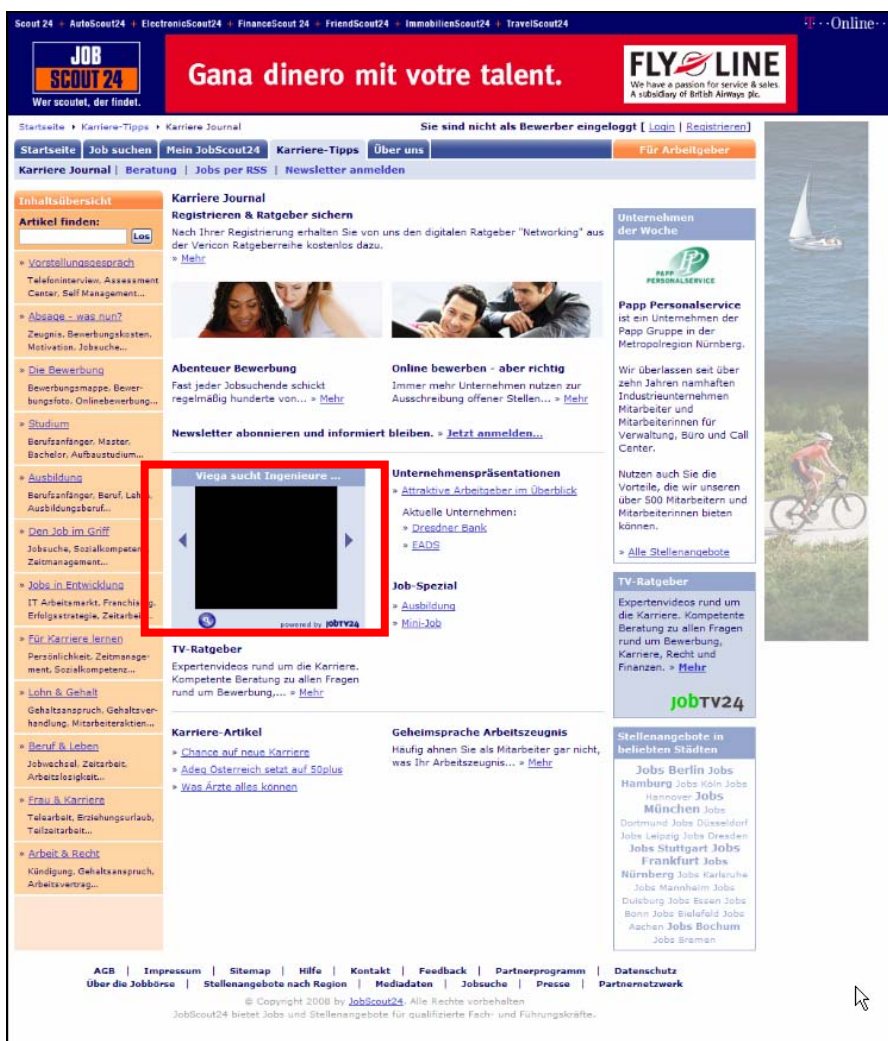 Scout 24 + AutoScout24 + ElectronicScout 24 + FinanceScout 24 + FriendScout24 + ImmobilienScout24 + TravelScout24
·T··Online··
JOB
SCOUT 24
Wer scoutet, der findet.
Gana dinero mit votre talent.
FLY LINE
We have a passion for service & sales.
A subsidiary of British Airways plc.
Startseite › Karriere-Tipps › Karriere Journal
Sie sind nicht als Bewerber eingeloggt [ Login | Registrieren]
Startseite Job suchen Mein JobScout24 Karriere-Tipps Über uns Für Arbeitgeber
Karriere Journal | Beratung | Jobs per RSS | Newsletter anmelden
Inhaltsübersicht
Artikel finden:
Los
» Vorstellungsgespräch
Telefoninterview, Assessment
Center, Self Management...
» Absage - was nun?
Zeugnis, Bewerbungskosten,
Motivation, Jobsuche...
» Die Bewerbung
Bewerbungsmappe, Bewer-
bungsfoto, Onlinebewerbung...
» Studium
Berufsanfänger, Master,
Bachelor, Aufbaustudium...
» Ausbildung
Berufsanfänger, Beruf,
Ausbildungsberuf...
» Den Job im Griff
Jobsuche,
Zeitmanagement...
» Jobs in Entwicklung
IT Arbeitsmarkt,
Erfolgsstrategie,
» Für Karriere lernen
Persönlichkeit, Zeitmanage-
ment, Sozialkompetenz...
» Lohn & Gehalt
Gehaltsanspruch, Gehaltsver-
handlung, Mitarbeiteraktien...
» Beruf & Leben
Jobwechsel, Zeitarbeit,
Arbeitslosigkeit...
» Frau & Karriere
Telearbeit, Erziehungsurlaub,
Teilzeitarbeit...
» Arbeit & Recht
Kündigung, Gehaltsanspruch,
Arbeitsvertrag...
Karriere Journal
Registrieren & Ratgeber sichern
Nach Ihrer Registrierung erhalten Sie von uns den digitalen Ratgeber "Networking" aus
der Vericon Ratgeberreihe kostenlos dazu.
» Mehr
Abenteuer Bewerbung
Fast jeder Jobsuchende schickt
regelmäßig hunderte von... » Mehr
Online bewerben - aber richtig
Immer mehr Unternehmen nutzen zur
Ausschreibung offener Stellen... » Mehr
Newsletter abonnieren und informiert bleiben. » Jetzt anmelden...
Viega sucht Ingenieure ...
powered by JOBTV24
Unternehmenspräsentationen
» Attraktive Arbeitgeber im Überblick
Aktuelle Unternehmen:
» Dresdner Bank
» EADS
Job-Spezial
» Ausbildung
» Mini-Job
TV-Ratgeber
Expertenvideos rund um die Karriere.
Kompetente Beratung zu allen Fragen
rund um Bewerbung,... » Mehr
Karriere-Artikel
» Chance auf neue Karriere
» Adeg Österreich setzt auf 50plus
» Was Ärzte alles können
Geheimsprache Arbeitszeugnis
Häufig ahnen Sie als Mitarbeiter gar nicht,
was Ihr Arbeitszeugnis... » Mehr
Unternehmen
der Woche
PAPP
PERSONALSERVICE
Papp Personalservice
ist ein Unternehmen der
Papp Gruppe in der
Metropolregion Nürnberg.
Wir überlassen seit über
zehn Jahren namhaften
Industrieunternehmen
Mitarbeiter und
Mitarbeiterinnen für
Verwaltung, Büro und Call
Center.
Nutzen auch Sie die
Vorteile, die wir unseren
über 500 Mitarbeitern und
Mitarbeiterinnen bieten
können.
» Alle Stellenangebote
TV-Ratgeber
Expertenvideos rund um
die Karriere. Kompetente
Beratung zu allen Fragen
rund um Bewerbung,
Karriere, Recht und
Finanzen. » Mehr
JOBTV24
Stellenangebote in
beliebten Städten
Jobs Berlin Jobs
Hamburg Jobs Köln Jobs
Hannover Jobs
München Jobs
Dortmund Jobs Düsseldorf
Jobs Leipzig Jobs Dresden
Jobs Stuttgart Jobs
Frankfurt Jobs
Nürnberg Jobs Karlsruhe
Jobs Mannheim Jobs
Duisburg Jobs Essen Jobs
Bonn Jobs Bielefeld Jobs
Aachen Jobs Bochum
Jobs Bremen
AGB | Impressum | Sitemap | Hilfe | Kontakt | Feedback | Partnerprogramm | Datenschutz
Über die Jobbörse | Stellenangebote nach Region | Mediadaten | Jobsuche | Presse | Partnernetzwerk
© Copyright 2008 by JobScout24. Alle Rechte vorbehalten
JobScout24 bietet Jobs und Stellenangebote für qualifizierte Fach- und Führungskräfte.